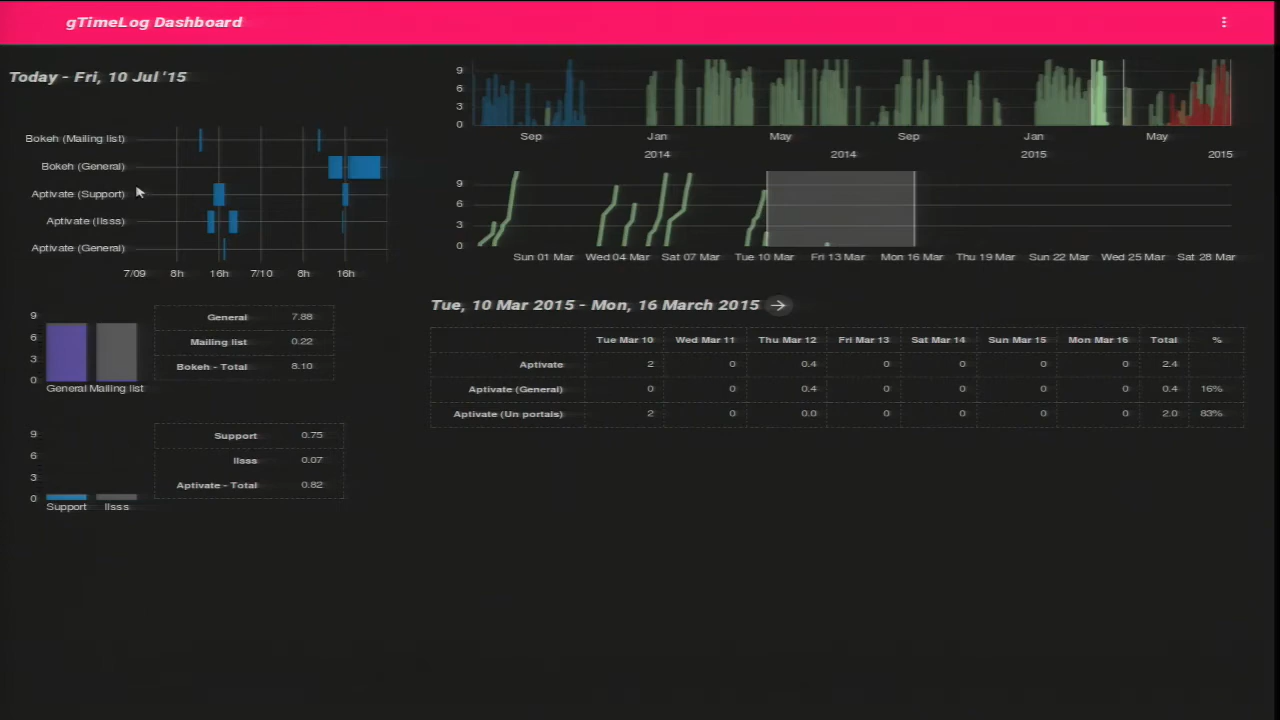 gTimeLog Dashboard
Today - Fri, 10 Jul '15
Bokeh (Mailing list)
Bokeh (General)
Aptivate (Support)
Aptivate (Ilsss)
Aptivate (General)
7/09 8h 16h 7/10 8h 16h
9
6
3
0
General Mailing list
General 7.88
Mailing list 0.22
Bokeh - Total 8.10
9
6
3
0
Support Ilsss
Support 0.75
Ilsss 0.07
Aptivate - Total 0.82
9
6
3
0
Sep Jan May Sep Jan May
2014 2014 2015 2015
9
6
3
0
Sun 01 Mar Wed 04 Mar Sat 07 Mar Tue 10 Mar Fri 13 Mar Mon 16 Mar Thu 19 Mar Sun 22 Mar Wed 25 Mar Sat 28 Mar
Tue, 10 Mar 2015 - Mon, 16 March 2015
Tue Mar 10 Wed Mar 11 Thu Mar 12 Fri Mar 13 Sat Mar 14 Sun Mar 15 Mon Mar 16 Total %
Aptivate 2 0 0.4 0 0 0 0 2.4
Aptivate (General) 0 0 0.4 0 0 0 0 0.4 16%
Aptivate (Un portals) 2 0 0.0 0 0 0 0 2.0 83%